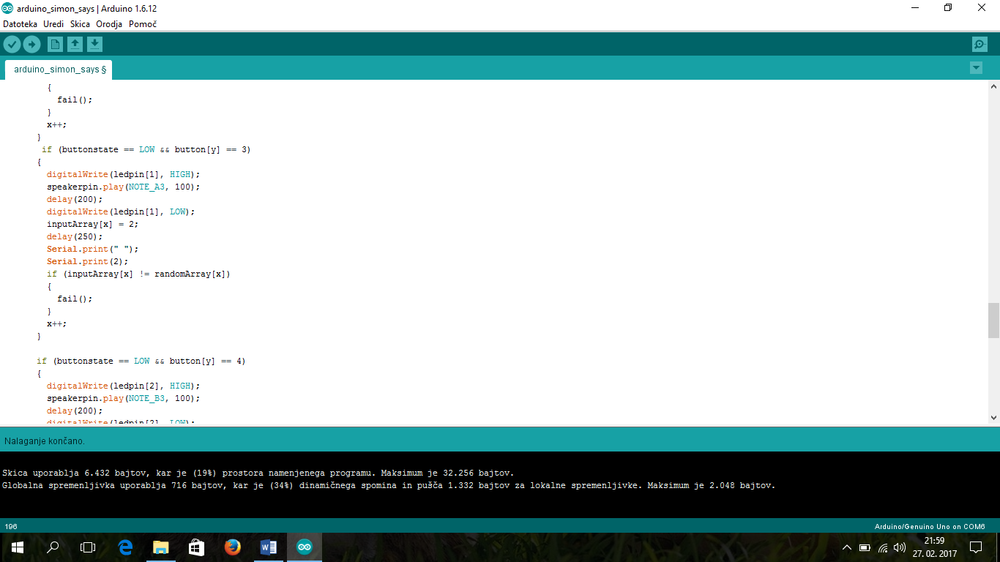 arduino_simon_says | Arduino 1.6.12
Datoteka Uredi Skica Orodja Pomoč
arduino_simon_says §
{
fail();
}
x++;
}
if (buttonstate == LOW && button[y] == 3)
{
digitalWrite(ledpin[1], HIGH);
speakerpin.play(NOTE_A3, 100);
delay(200);
digitalWrite(ledpin[1], LOW);
inputArray[x] = 2;
delay(250);
Serial.print(" ");
Serial.print(2);
if (inputArray[x] != randomArray[x])
{
fail();
}
x++;
}
if (buttonstate == LOW && button[y] == 4)
{
digitalWrite(ledpin[2], HIGH);
speakerpin.play(NOTE_B3, 100);
delay(200);
digitalWrite(ledpin[2], LOW);
Nalaganje končano.
Skica uporablja 6.432 bajtov, kar je (19%) prostora namenjenega programu. Maksimum je 32.256 bajtov.
Globalna spremenljivka uporablja 716 bajtov, kar je (34%) dinamičnega spomina in pušča 1.332 bajtov za lokalne spremenljivke. Maksimum je 2.048 bajtov.
196
Arduino/Genuino Uno on COM6
21:59
27. 02. 2017